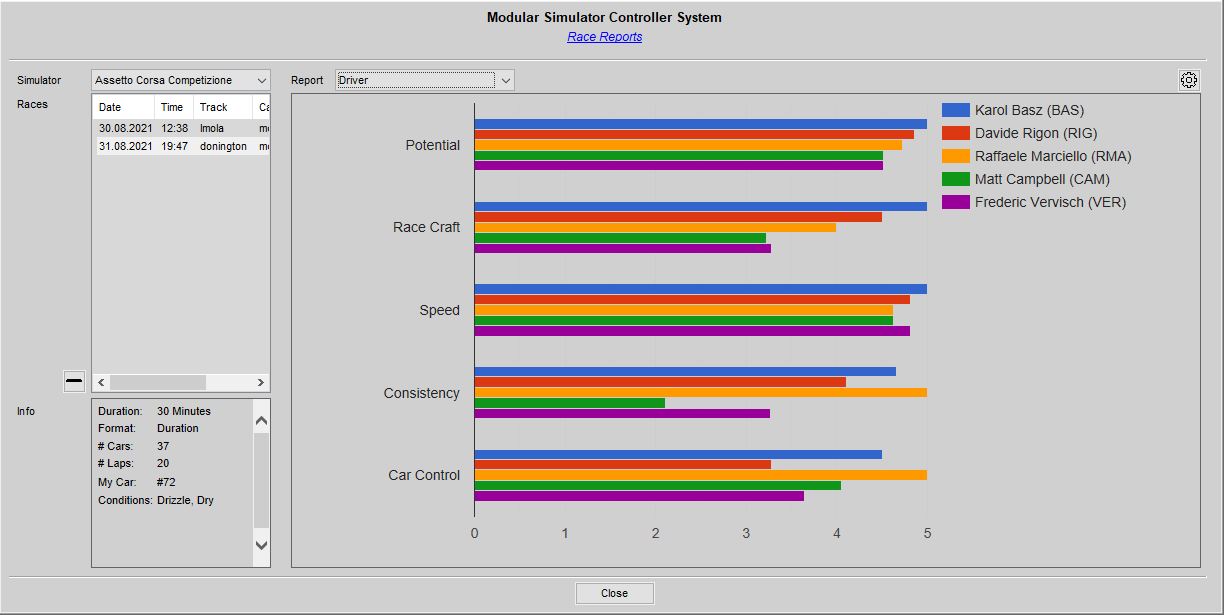 Modular Simulator Controller System
Race Reports
Simulator Assetto Corsa Competizione Report Driver
Races
Date Time Track Ca
30.08.2021 12:38 Imola mo
31.08.2021 19:47 donington mo
Info
Duration: 30 Minutes
Format: Duration
# Cars: 37
# Laps: 20
My Car: #72
Conditions: Drizzle, Dry
Potential
Race Craft
Speed
Consistency
Car Control
0 1 2 3 4 5
Karol Basz (BAS)
Davide Rigon (RIG)
Raffaele Marciello (RMA)
Matt Campbell (CAM)
Frederic Vervisch (VER)
Close